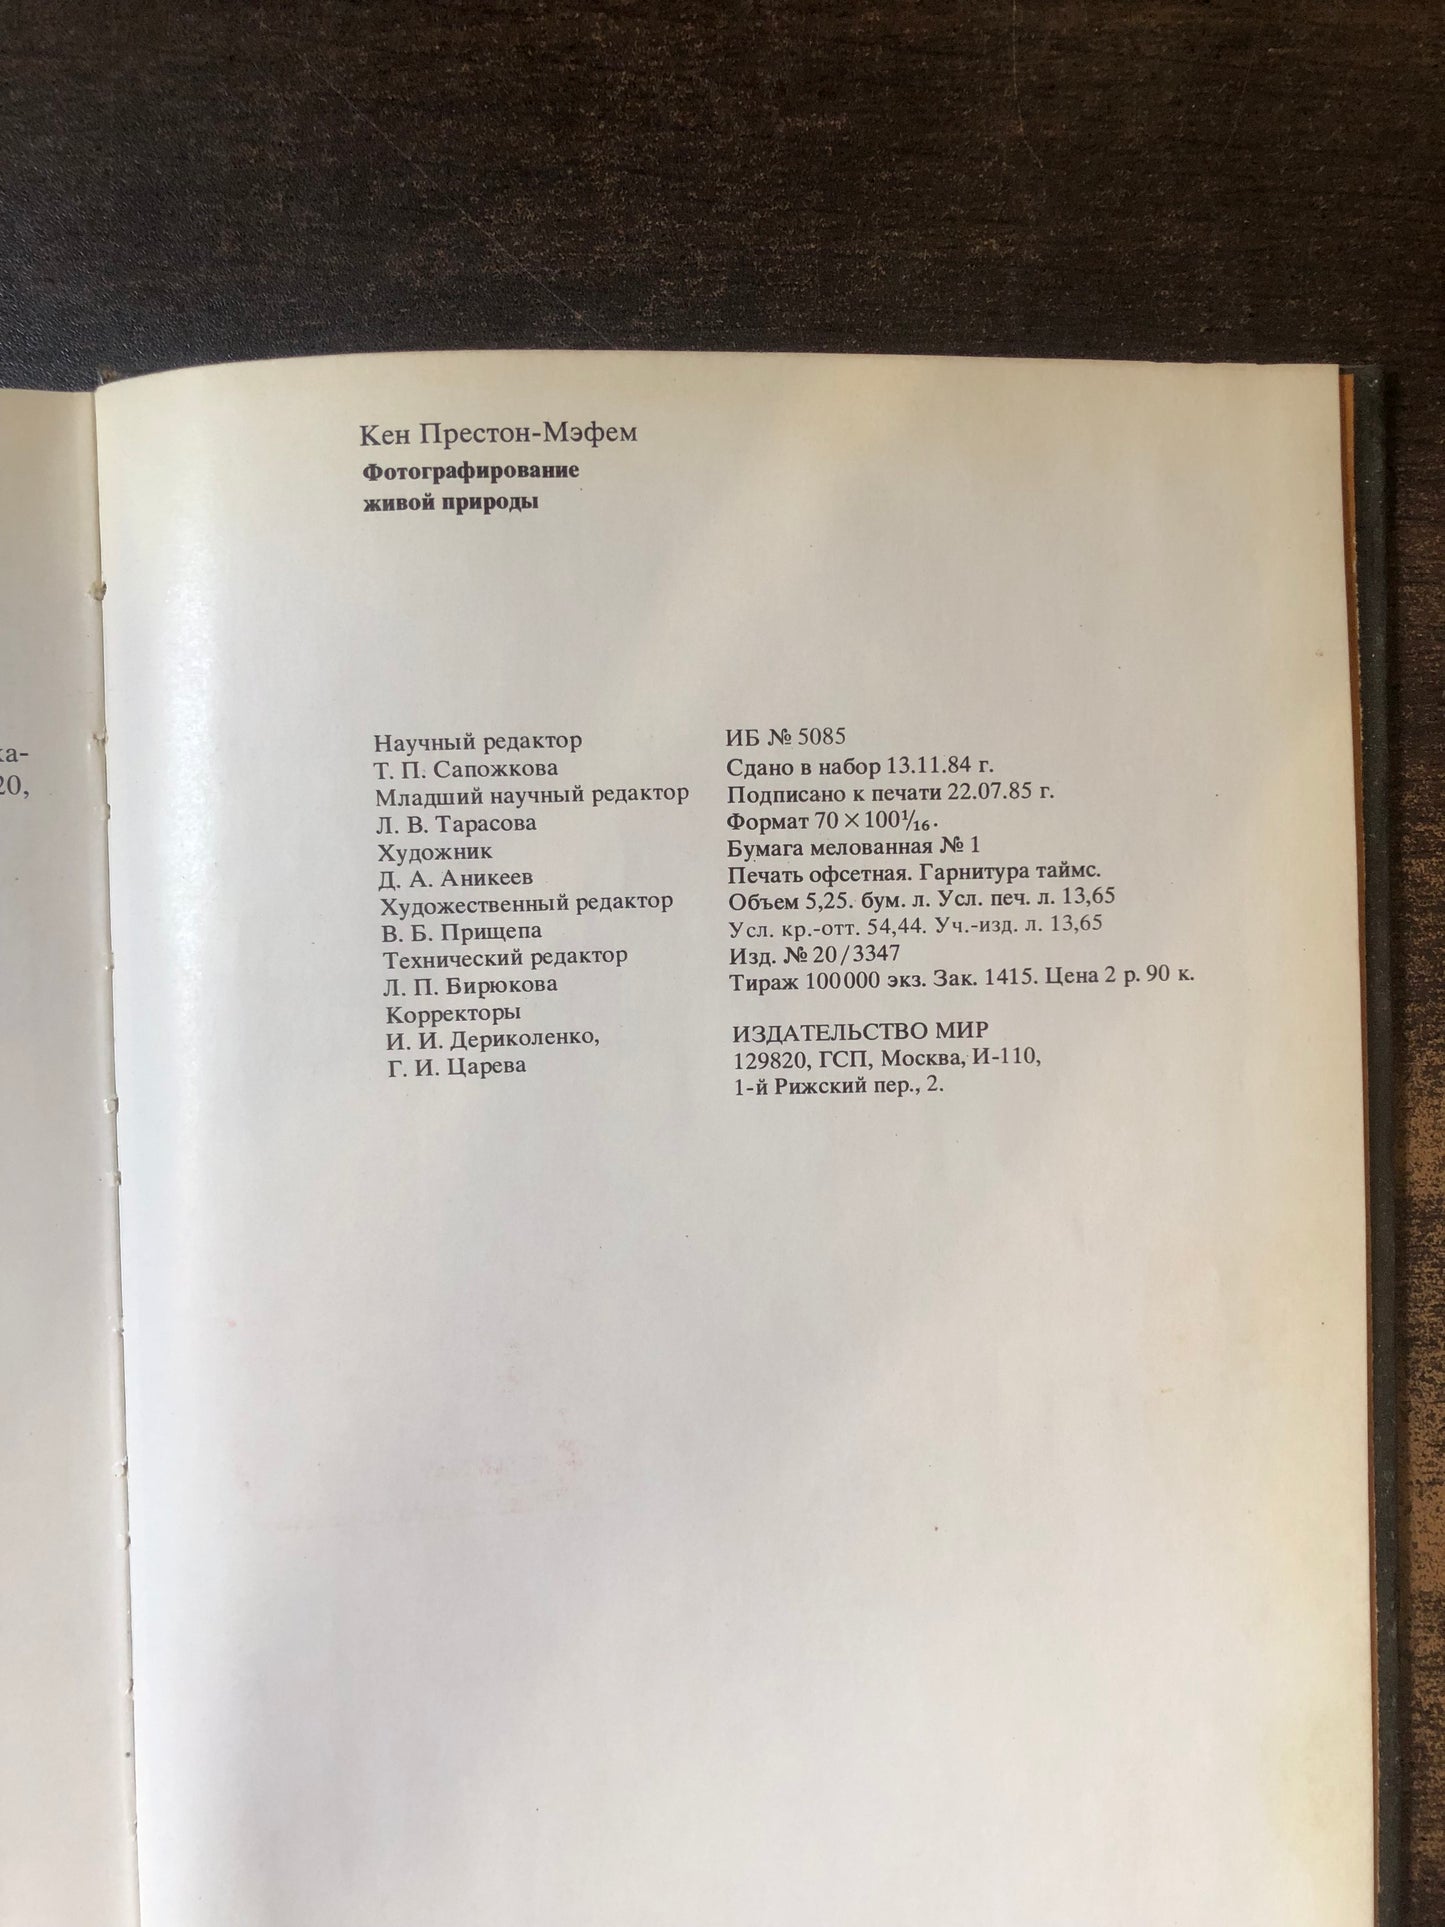 ка-
20,
Кен Престон-Мэфем
Фотографирование
живой природы
Научный редактор
Т. П. Сапожкова
Младший научный редактор
Л. В. Тарасова
Художник
Д. А. Аникеев
Художественный редактор
В. Б. Прищепа
Технический редактор
Л. П. Бирюкова
Корректоры
И. И. Дериколенко,
Г. И. Царева
ИБ № 5085
Сдано в набор 13.11.84 г.
Подписано к печати 22.07.85 г.
Формат 70 × 100 1/16.
Бумага мелованная № 1
Печать офсетная. Гарнитура таймс.
Объем 5,25. бум. л. Усл. печ. л. 13,65
Усл. кр.-отт. 54,44. Уч.-изд. л. 13,65
Изд. № 20/3347
Тираж 100000 экз. Зак. 1415. Цена 2 р. 90 к.
ИЗДАТЕЛЬСТВО МИР
129820, ГСП, Москва, И-110,
1-й Рижский пер., 2.